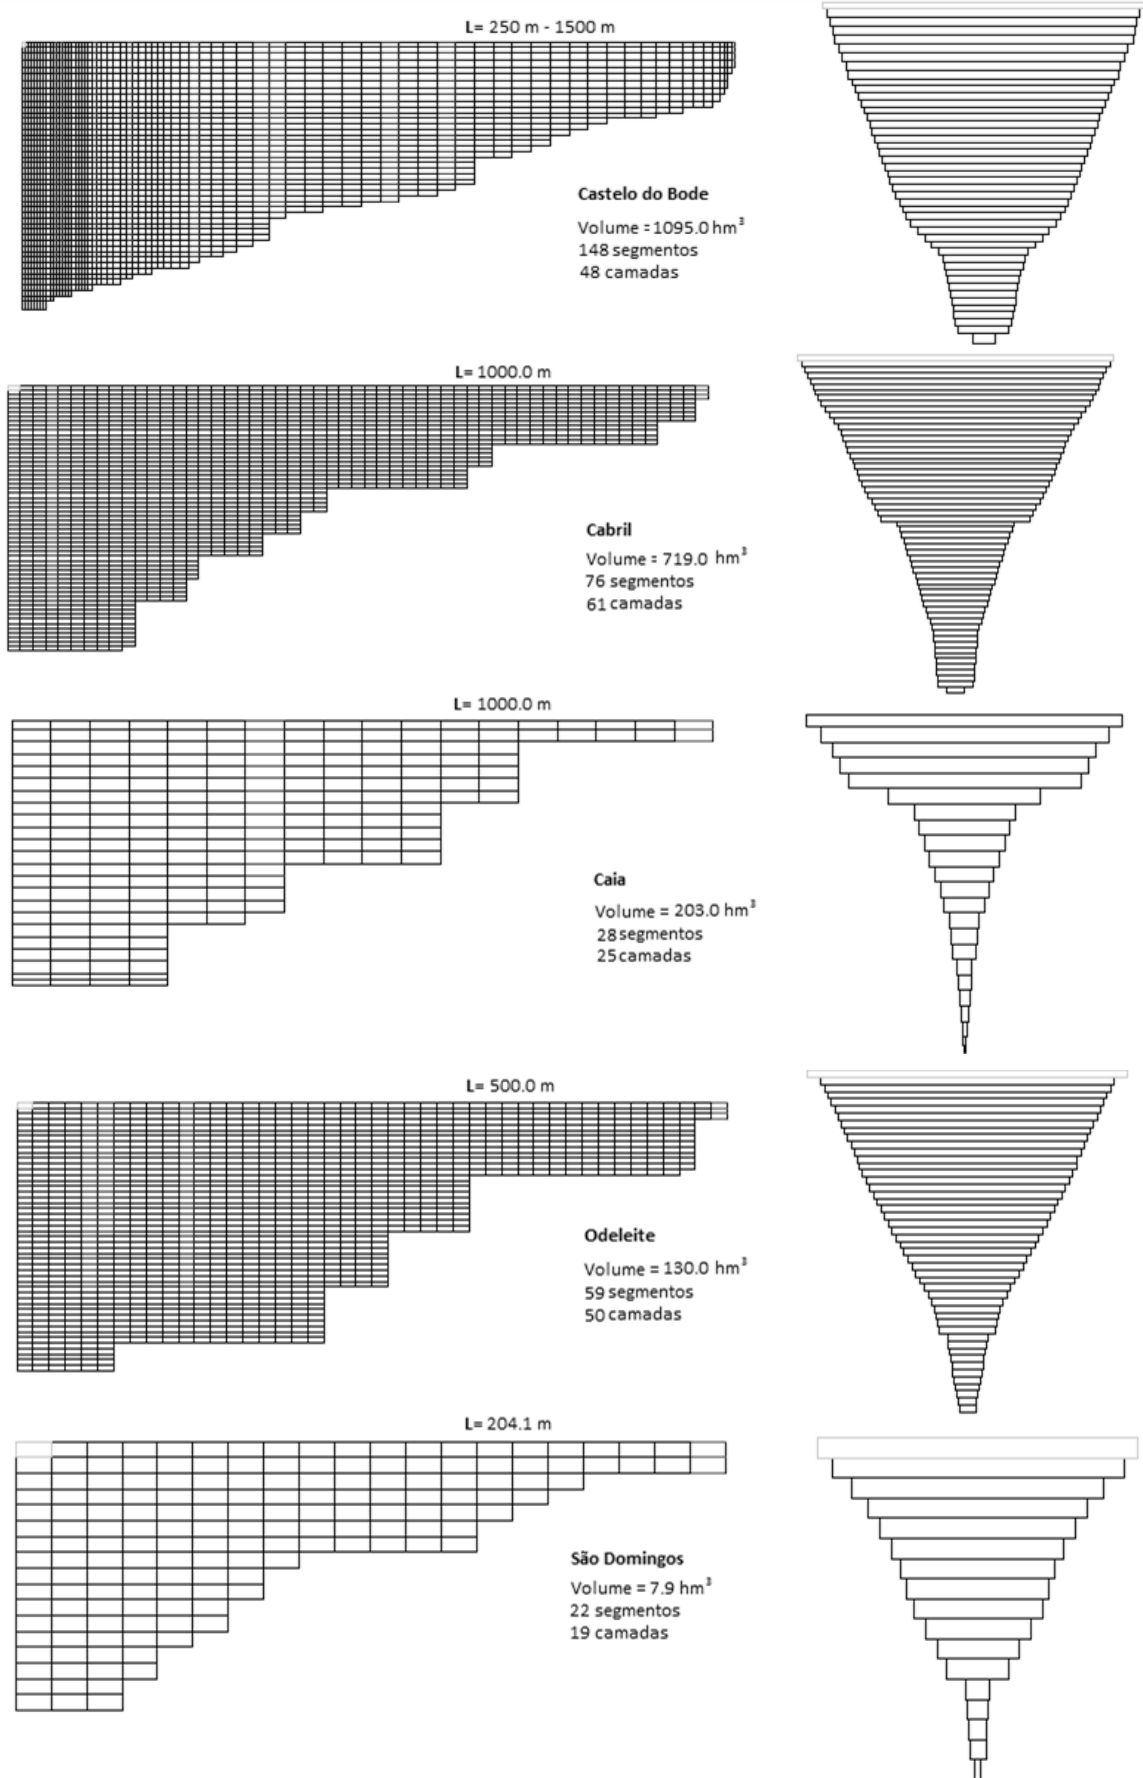 L= 250 m - 1500 m
Castelo do Bode
Volume = 1095.0 hm³
148 segmentos
48 camadas
L= 1000.0 m
Cabril
Volume = 719.0 hm³
76 segmentos
61 camadas
L= 1000.0 m
Caia
Volume = 203.0 hm³
28 segmentos
25 camadas
L= 500.0 m
Odeleite
Volume = 130.0 hm³
59 segmentos
50 camadas
L= 204.1 m
São Domingos
Volume = 7.9 hm³
22 segmentos
19 camadas